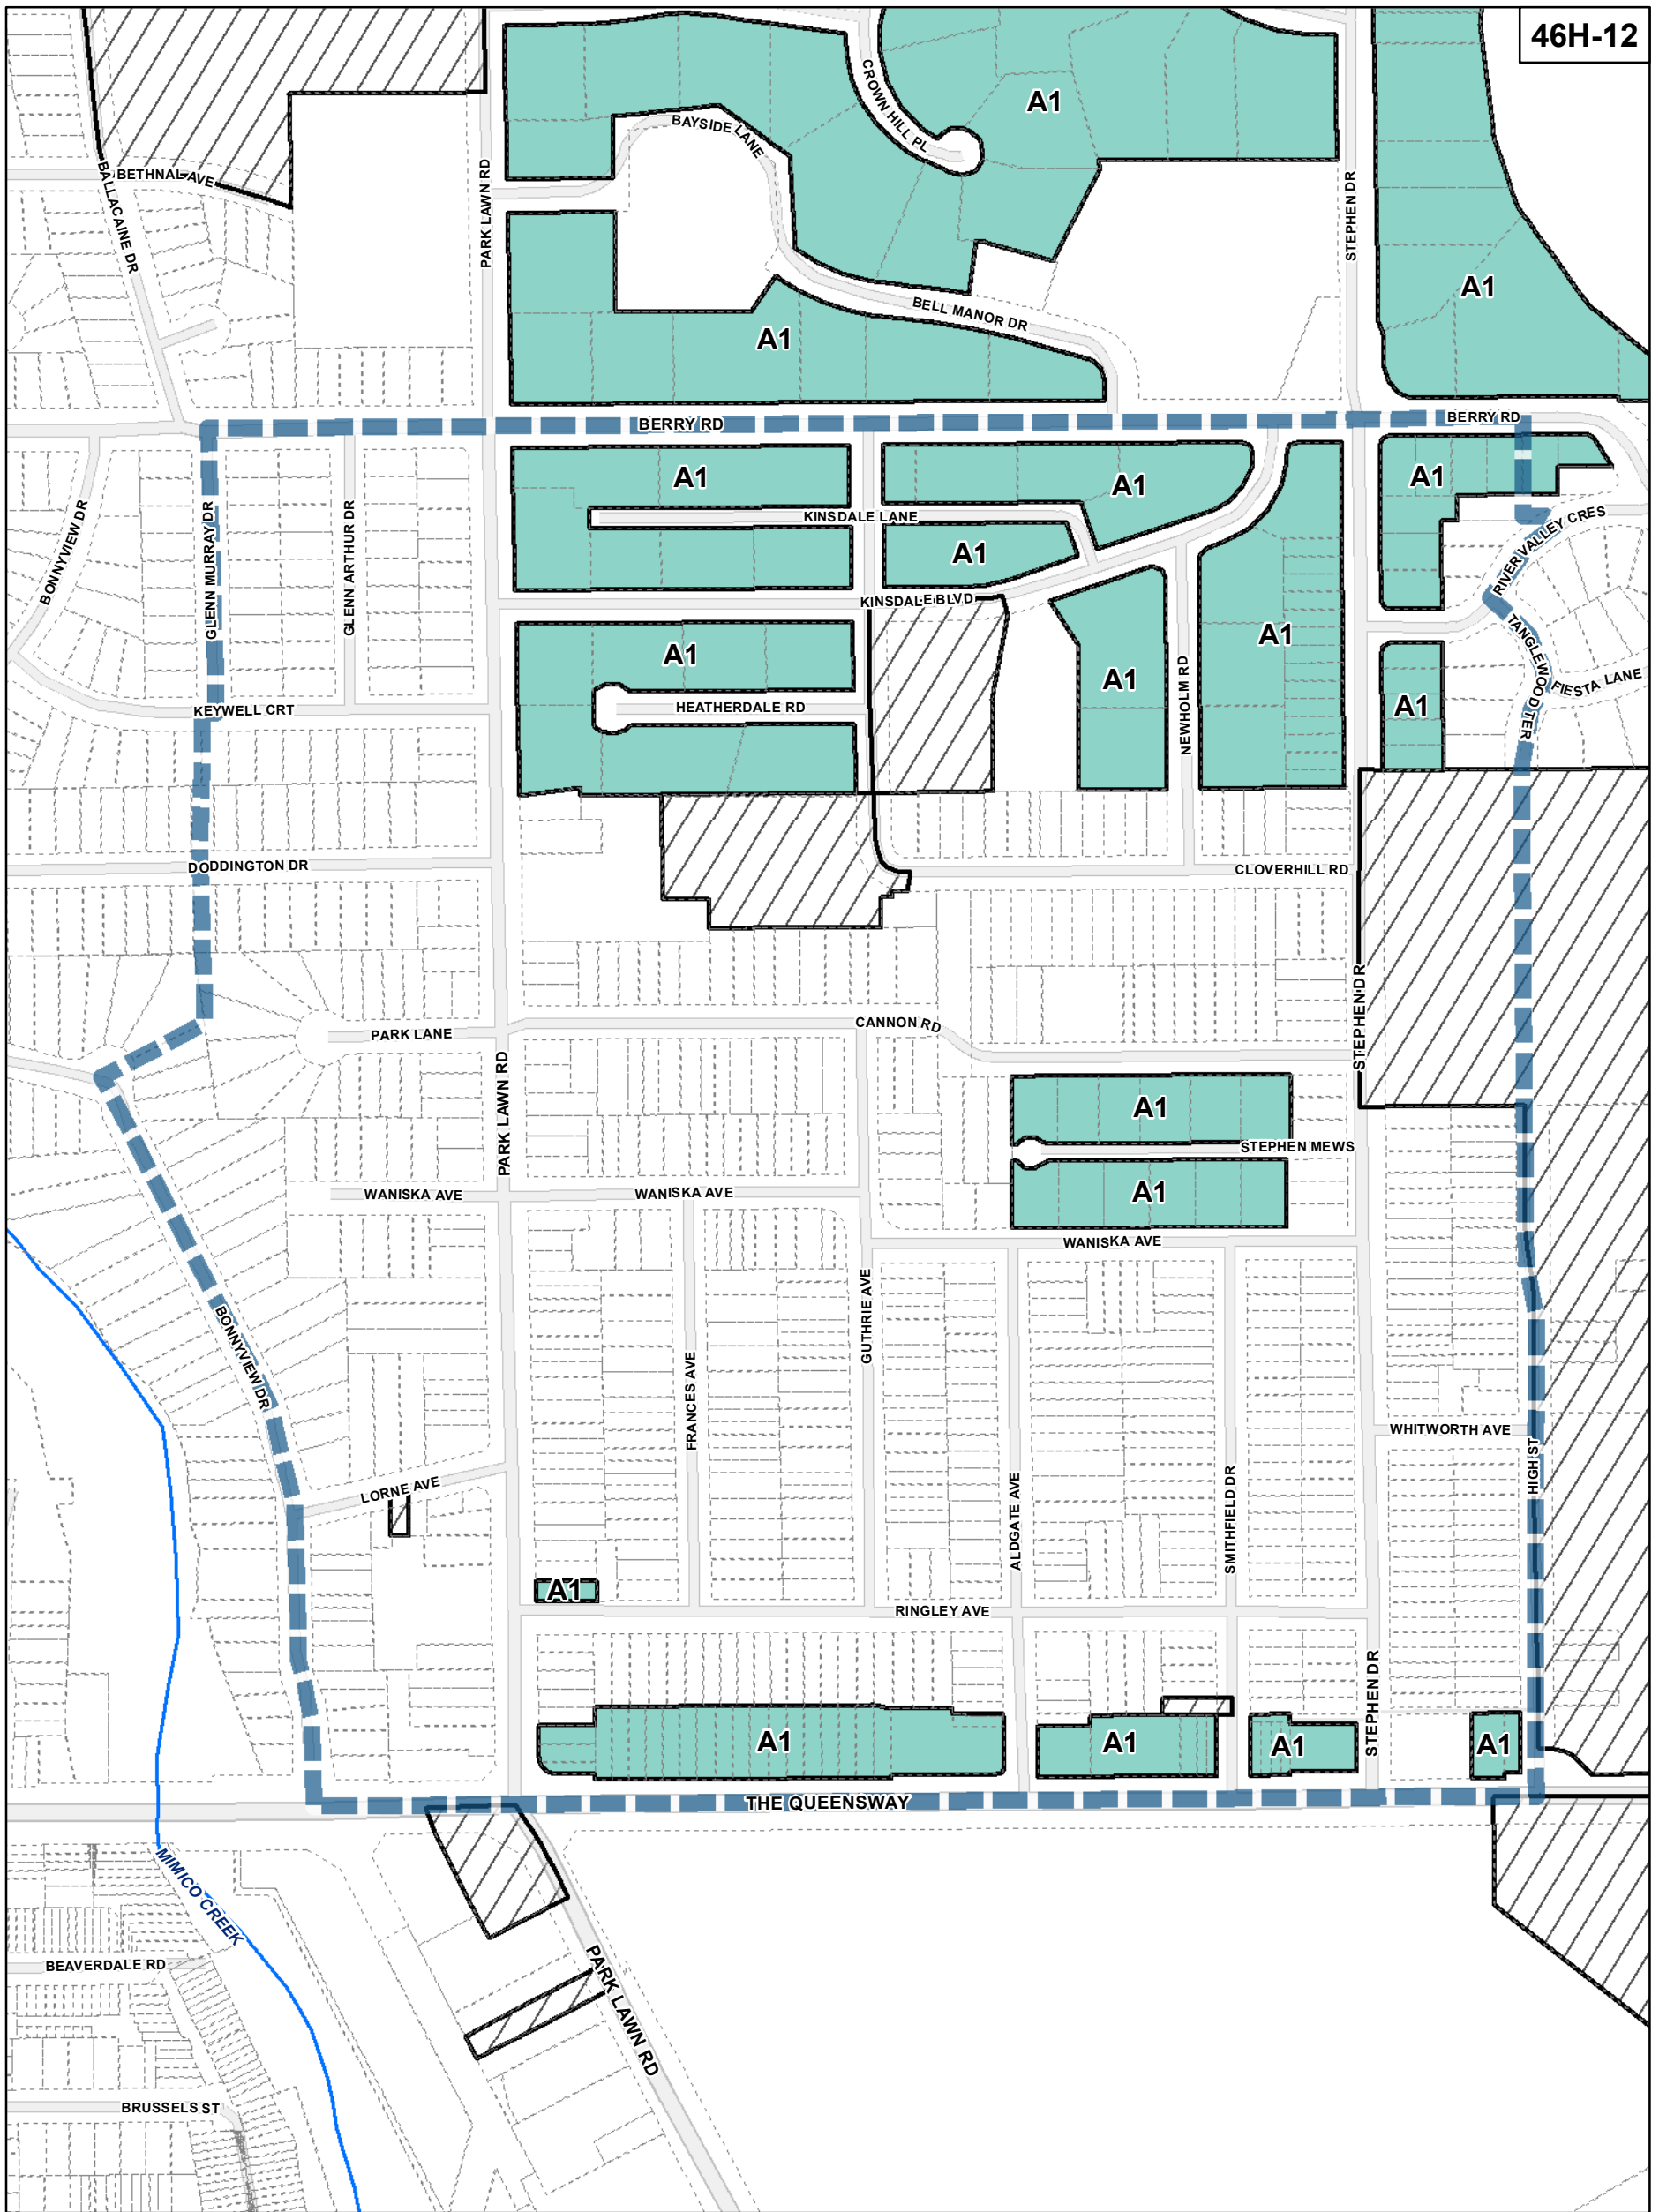 46H-12
CROWN HILL PL
A1
BAYSIDE LANE
PARK LAWN RD
BALLACAINE DR
BETHNAL AVE
STEPHEN DR
A1
BELL MANOR DR
A1
BERRY RD
BERRY RD
A1
A1
A1
BONNYVIEW DR
GLENN MURRAY DR
GLENN ARTHUR DR
KINSDALE LANE
RIVER VALLEY CRES
A1
KINSDALE BLVD
A1
TANGLEWOOD TER
A1
A1
FIESTA LANE
NEWHOLM RD
A1
KEYWELL CRT
HEATHERDALE RD
DODDINGTON DR
CLOVERHILL RD
STEPHEN DR
PARK LANE
CANNON RD
PARK LAWN RD
A1
STEPHEN MEWS
WANISKA AVE
WANISKA AVE
A1
WANISKA AVE
BONNYVIEW DR
GUTHRIE AVE
FRANCES AVE
WHITWORTH AVE
HIGH ST
LORNE AVE
ALDGATE AVE
SMITHFIELD DR
A1
RINGLEY AVE
STEPHEN DR
A1
A1
A1
A1
THE QUEENSWAY
MIMICO CREEK
BEAVERDALE RD
PARK LAWN RD
BRUSSELS ST